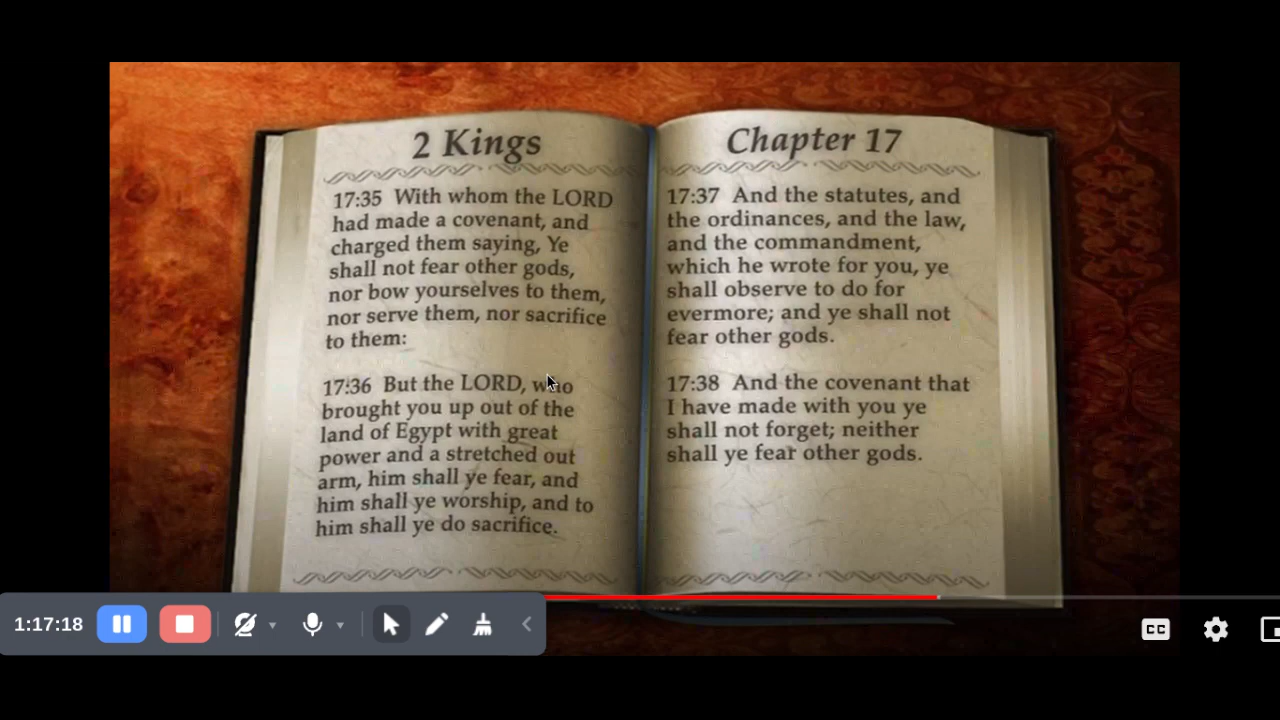 2 Kings
17:35 With whom the LORD
had made a covenant, and
charged them saying, Ye
shall not fear other gods,
nor bow yourselves to them,
nor serve them, nor sacrifice
to them:
17:36 But the LORD, who
brought you up out of the
land of Egypt with great
power and a stretched out
arm, him shall ye fear, and
him shall ye worship, and to
him shall ye do sacrifice.
Chapter 17
17:37 And the statutes, and
the ordinances, and the law,
and the commandment,
which he wrote for you, ye
shall observe to do for
evermore; and ye shall not
fear other gods.
17:38 And the covenant that
I have made with you ye
shall not forget; neither
shall ye fear other gods.
1:17:18
CC